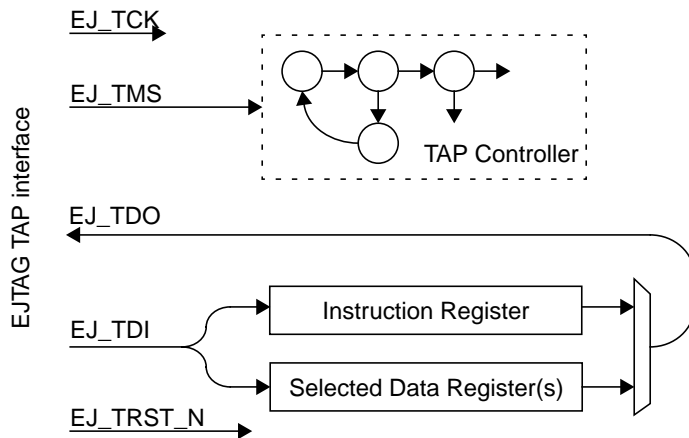 EJ_TCK
EJ_TMS
TAP Controller
EJTAG TAP interface
EJ_TDO
Instruction Register
EJ_TDI
Selected Data Register(s)
EJ_TRST_N